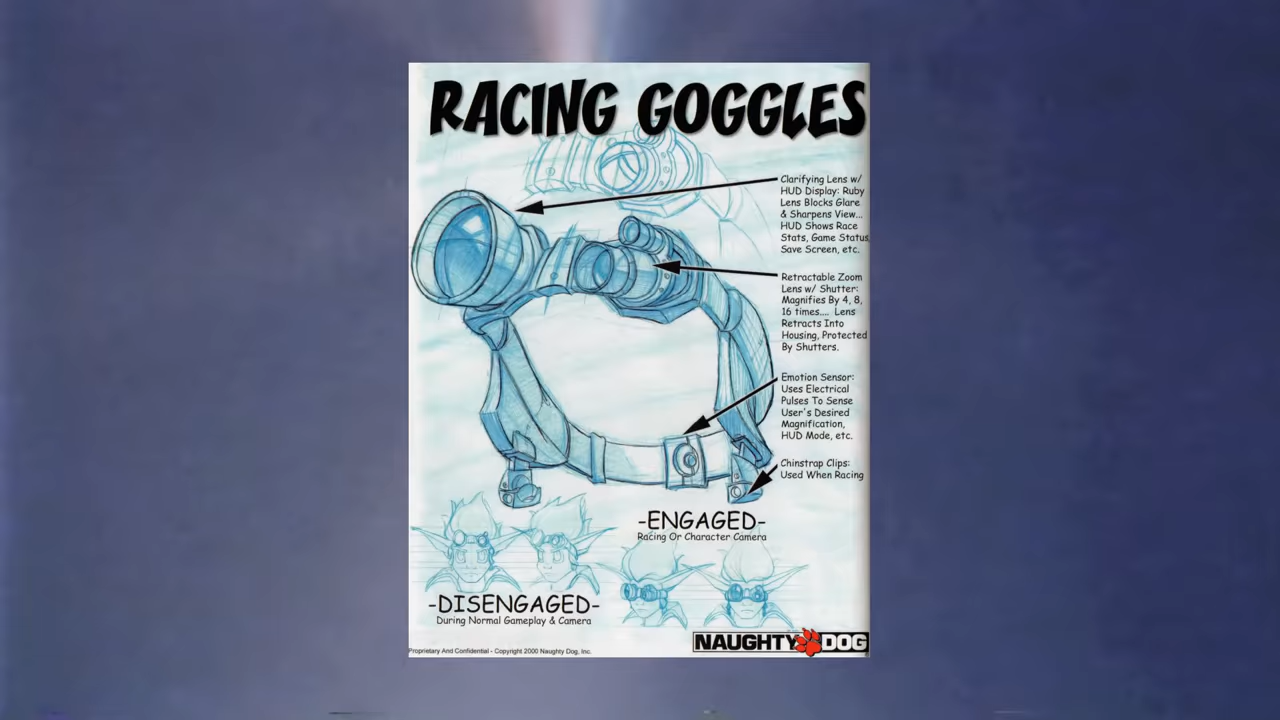 RACING GOGGLES
Clarifying Lens w/
HUD Display: Ruby
Lens Blocks Glare
& Sharpens View...
HUD Shows Race
Stats, Game Status,
Save Screen, etc.
Retractable Zoom
Lens w/ Shutter:
Magnifies By 4, 8,
16 times.... Lens
Retracts Into
Housing, Protected
By Shutters.
Emotion Sensor:
Uses Electrical
Pulses To Sense
User's Desired
Magnification,
HUD Mode, etc.
Chinstrap Clips:
Used When Racing
-ENGAGED-
Racing Or Character Camera
-DISENGAGED-
During Normal Gameplay & Camera
NAUGHTY DOG
Proprietary And Confidential - Copyright 2000 Naughty Dog, Inc.